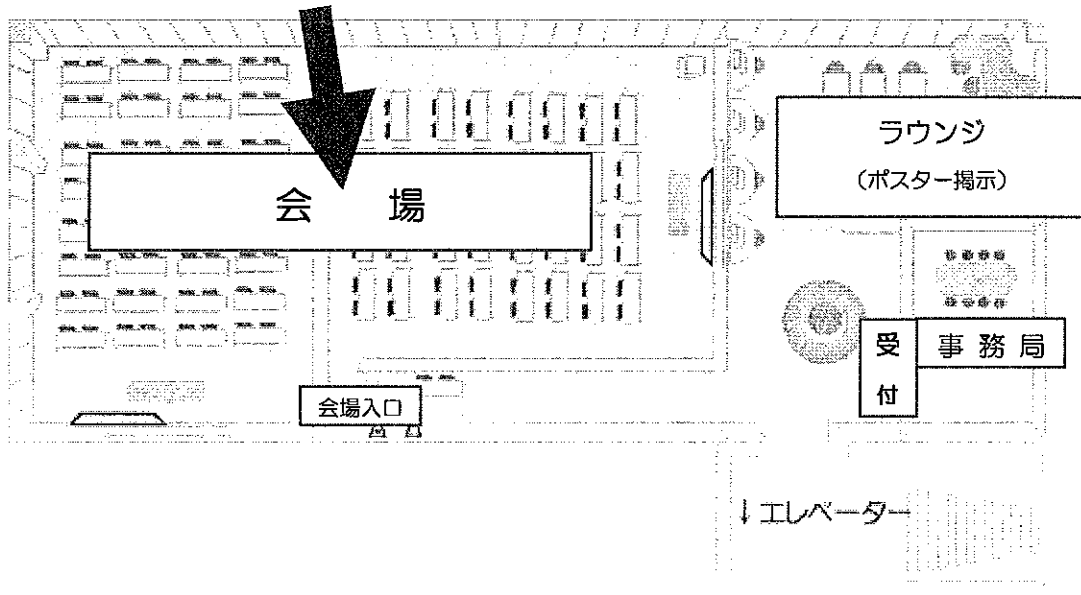 ラウンジ
(ポスター掲示)
会 場
受付
事務局
会場入口
↓エレベーター